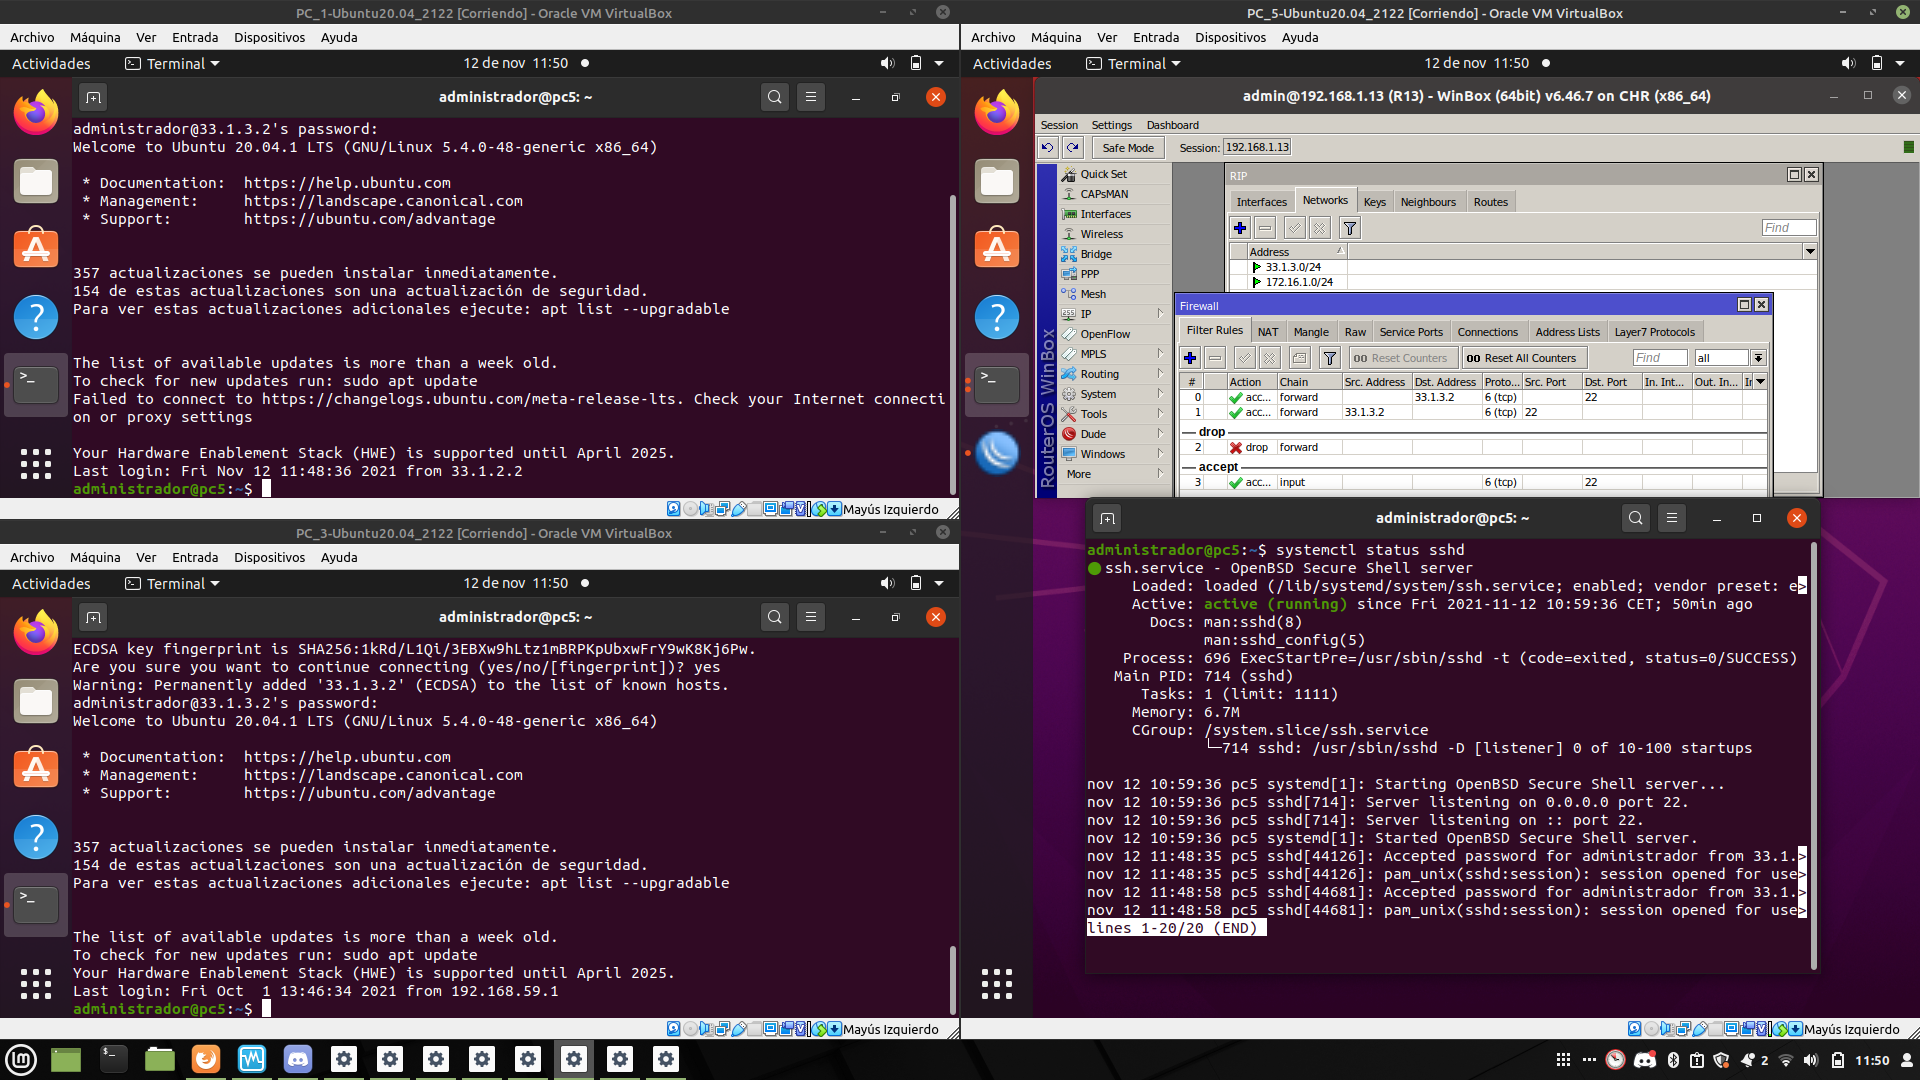 PC_1-Ubuntu20.04_2122 [Corriendo] - Oracle VM VirtualBox
Archivo Máquina Ver Entrada Dispositivos Ayuda
Actividades Terminal 12 de nov 11:50
administrador@pc5: ~
administrador@33.1.3.2's password:
Welcome to Ubuntu 20.04.1 LTS (GNU/Linux 5.4.0-48-generic x86_64)
* Documentation: https://help.ubuntu.com
* Management: https://landscape.canonical.com
* Support: https://ubuntu.com/advantage
357 actualizaciones se pueden instalar inmediatamente.
154 de estas actualizaciones son una actualización de seguridad.
Para ver estas actualizaciones adicionales ejecute: apt list --upgradable
The list of available updates is more than a week old.
To check for new updates run: sudo apt update
Failed to connect to https://changelogs.ubuntu.com/meta-release-lts. Check your Internet connecti
on or proxy settings
Your Hardware Enablement Stack (HWE) is supported until April 2025.
Last login: Fri Nov 12 11:48:36 2021 from 33.1.2.2
administrador@pc5:~$
Mayús Izquierdo
PC_3-Ubuntu20.04_2122 [Corriendo] - Oracle VM VirtualBox
Archivo Máquina Ver Entrada Dispositivos Ayuda
Actividades Terminal 12 de nov 11:50
administrador@pc5: ~
ECDSA key fingerprint is SHA256:1kRd/L1Qi/3EBXw9hLtz1mBRPKpUbxwFrY9wK8Kj6Pw.
Are you sure you want to continue connecting (yes/no/[fingerprint])? yes
Warning: Permanently added '33.1.3.2' (ECDSA) to the list of known hosts.
administrador@33.1.3.2's password:
Welcome to Ubuntu 20.04.1 LTS (GNU/Linux 5.4.0-48-generic x86_64)
* Documentation: https://help.ubuntu.com
* Management: https://landscape.canonical.com
* Support: https://ubuntu.com/advantage
357 actualizaciones se pueden instalar inmediatamente.
154 de estas actualizaciones son una actualización de seguridad.
Para ver estas actualizaciones adicionales ejecute: apt list --upgradable
The list of available updates is more than a week old.
To check for new updates run: sudo apt update
Your Hardware Enablement Stack (HWE) is supported until April 2025.
Last login: Fri Oct 1 13:46:34 2021 from 192.168.59.1
administrador@pc5:~$
Mayús Izquierdo
PC_5-Ubuntu20.04_2122 [Corriendo] - Oracle VM VirtualBox
Archivo Máquina Ver Entrada Dispositivos Ayuda
Actividades Terminal 12 de nov 11:50
admin@192.168.1.13 (R13) - WinBox (64bit) v6.46.7 on CHR (x86_64)
Session Settings Dashboard
Safe Mode Session: 192.168.1.13
RouterOS WinBox
Quick Set
CAPsMAN
Interfaces
Wireless
Bridge
PPP
Mesh
IP
OpenFlow
MPLS
Routing
System
Tools
Dude
Windows
More
RIP
Interfaces Networks Keys Neighbours Routes
Find
Address
33.1.3.0/24
172.16.1.0/24
Firewall
Filter Rules NAT Mangle Raw Service Ports Connections Address Lists Layer7 Protocols
00 Reset Counters 00 Reset All Counters Find all
# Action Chain Src. Address Dst. Address Proto... Src. Port Dst. Port In. Int... Out. In... Ir
0 acc... forward 33.1.3.2 6 (tcp) 22
1 acc... forward 33.1.3.2 6 (tcp) 22
drop
2 drop forward
accept
3 acc... input 6 (tcp) 22
administrador@pc5: ~
administrador@pc5:~$ systemctl status sshd
ssh.service - OpenBSD Secure Shell server
Loaded: loaded (/lib/systemd/system/ssh.service; enabled; vendor preset: e>
Active: active (running) since Fri 2021-11-12 10:59:36 CET; 50min ago
Docs: man:sshd(8)
man:sshd_config(5)
Process: 696 ExecStartPre=/usr/sbin/sshd -t (code=exited, status=0/SUCCESS)
Main PID: 714 (sshd)
Tasks: 1 (limit: 1111)
Memory: 6.7M
CGroup: /system.slice/ssh.service
└─714 sshd: /usr/sbin/sshd -D [listener] 0 of 10-100 startups
nov 12 10:59:36 pc5 systemd[1]: Starting OpenBSD Secure Shell server...
nov 12 10:59:36 pc5 sshd[714]: Server listening on 0.0.0.0 port 22.
nov 12 10:59:36 pc5 sshd[714]: Server listening on :: port 22.
nov 12 10:59:36 pc5 systemd[1]: Started OpenBSD Secure Shell server.
nov 12 11:48:35 pc5 sshd[44126]: Accepted password for administrador from 33.1.>
nov 12 11:48:35 pc5 sshd[44126]: pam_unix(sshd:session): session opened for use>
nov 12 11:48:58 pc5 sshd[44681]: Accepted password for administrador from 33.1.>
nov 12 11:48:58 pc5 sshd[44681]: pam_unix(sshd:session): session opened for use>
lines 1-20/20 (END)
Mayús Izquierdo
2 11:50